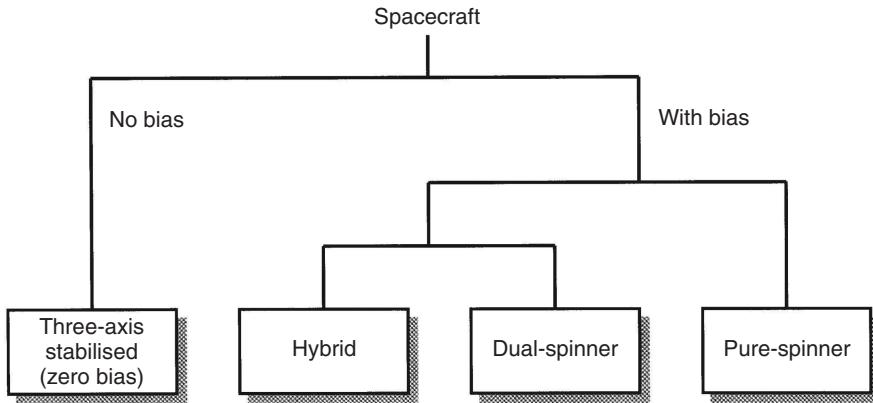 Spacecraft
No bias
With bias
Three-axis
stabilised
(zero bias)
Hybrid
Dual-spinner
Pure-spinner